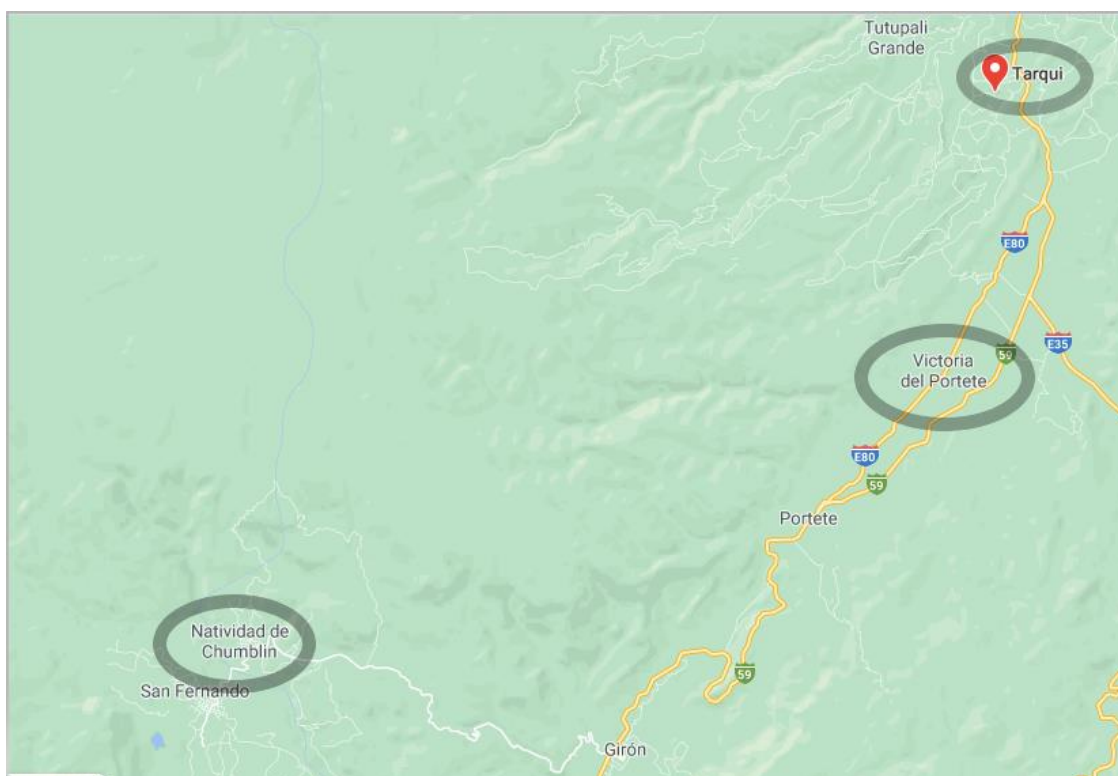 Tutupali
Grande
Tarqui
E80
Victoria
del Portete
59
E35
E80
59
Portete
Natividad de
Chumblin
San Fernando
59
Girón